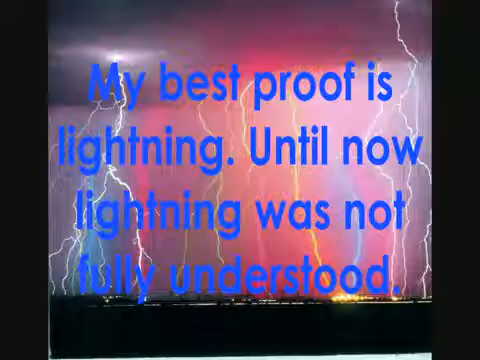 My best proof is
lightning. Until now
lightning was not
fully understood.